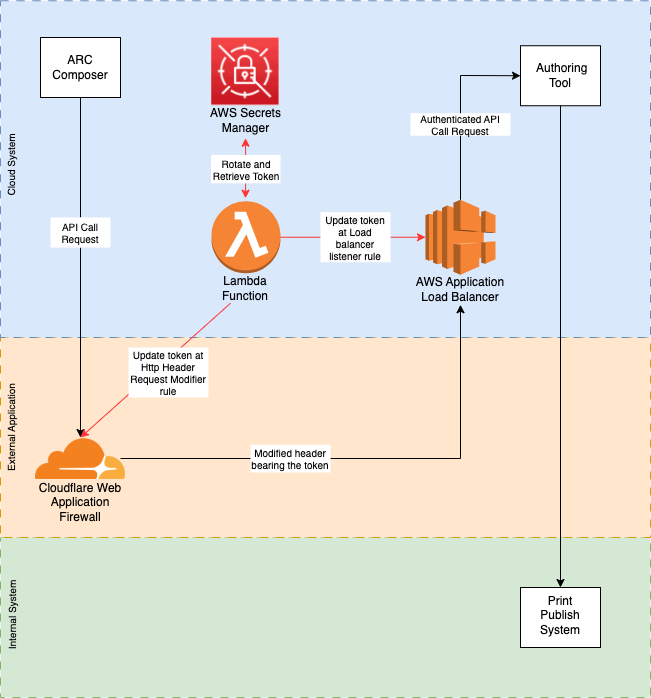 ARC
Composer
AWS Secrets
Manager
Authoring
Tool
Authenticated API
Call Request
Cloud System
Rotate and
Retrieve Token
API Call
Request
Update token
at Load
balancer
listener rule
Lambda
Function
AWS Application
Load Balancer
Update token at
Http Header
Request Modifier
rule
External Application
Modified header
bearing the token
Cloudflare Web
Application
Firewall
Internal System
Print
Publish
System